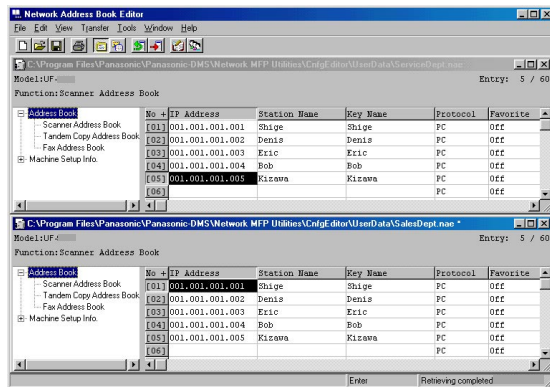 Network Address Book Editor
File Edit View Transfer Tools Window Help
C:\Program Files\Panasonic\Panasonic-DMS\Network MFP Utilities\CnfgEditor\UserData\ServiceDept.nae
Model:UF- Entry: 5 / 60
Function:Scanner Address Book
Address Book
Scanner Address Book
Tandem Copy Address Book
Fax Address Book
Machine Setup Info.
No + IP Address Station Name Key Name Protocol Favorite
[01] 001.001.001.001 Shige Shige PC Off
[02] 001.001.001.002 Denis Denis PC Off
[03] 001.001.001.003 Eric Eric PC Off
[04] 001.001.001.004 Bob Bob PC Off
[05] 001.001.001.005 Kizawa Kizawa PC Off
[06] PC Off
C:\Program Files\Panasonic\Panasonic-DMS\Network MFP Utilities\CnfgEditor\UserData\SalesDept.nae *
Model:UF- Entry: 5 / 60
Function:Scanner Address Book
Address Book
Scanner Address Book
Tandem Copy Address Book
Fax Address Book
Machine Setup Info.
No + IP Address Station Name Key Name Protocol Favorite
[01] 001.001.001.001 Shige Shige PC Off
[02] 001.001.001.002 Denis Denis PC Off
[03] 001.001.001.003 Eric Eric PC Off
[04] 001.001.001.004 Bob Bob PC Off
[05] 001.001.001.005 Kizawa Kizawa PC Off
[06] PC Off
Enter Retrieving completed